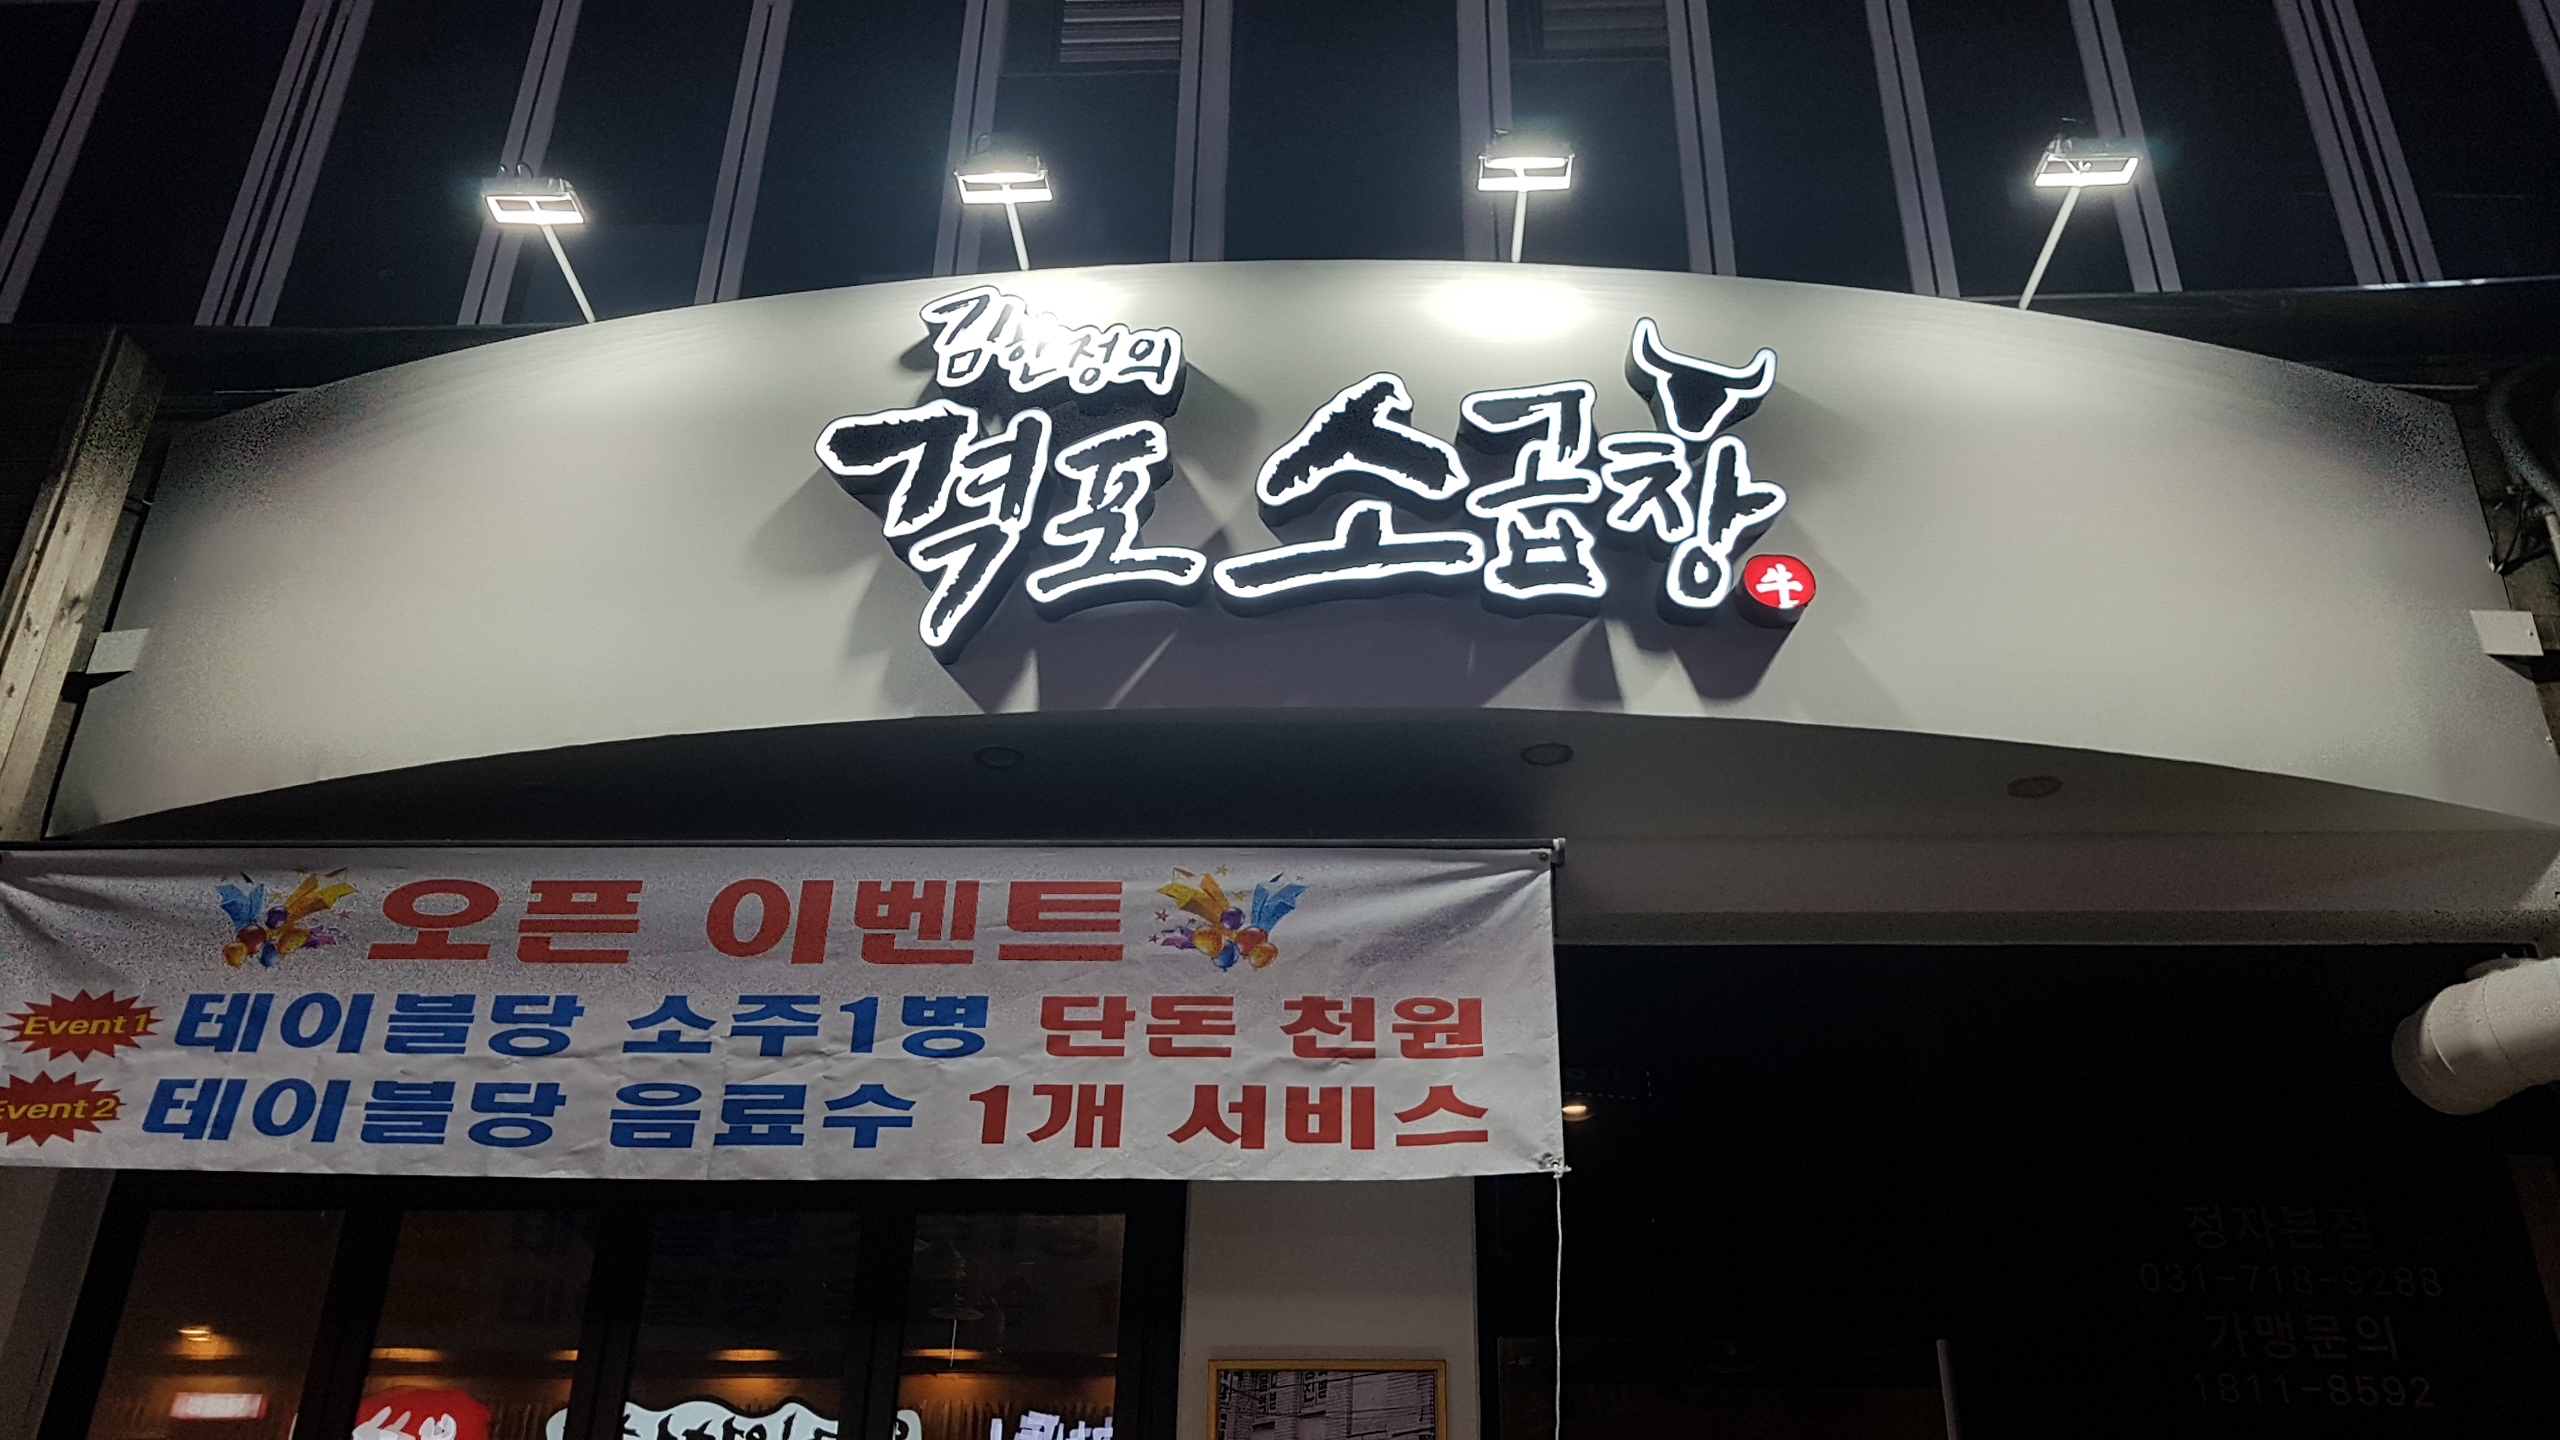 김한정의
격포 소곱창
牛
오픈 이벤트
Event 1 테이블당 소주1병 단돈 천원
Event 2 테이블당 음료수 1개 서비스
정자본점
031-718-9288
가맹문의
1811-8592